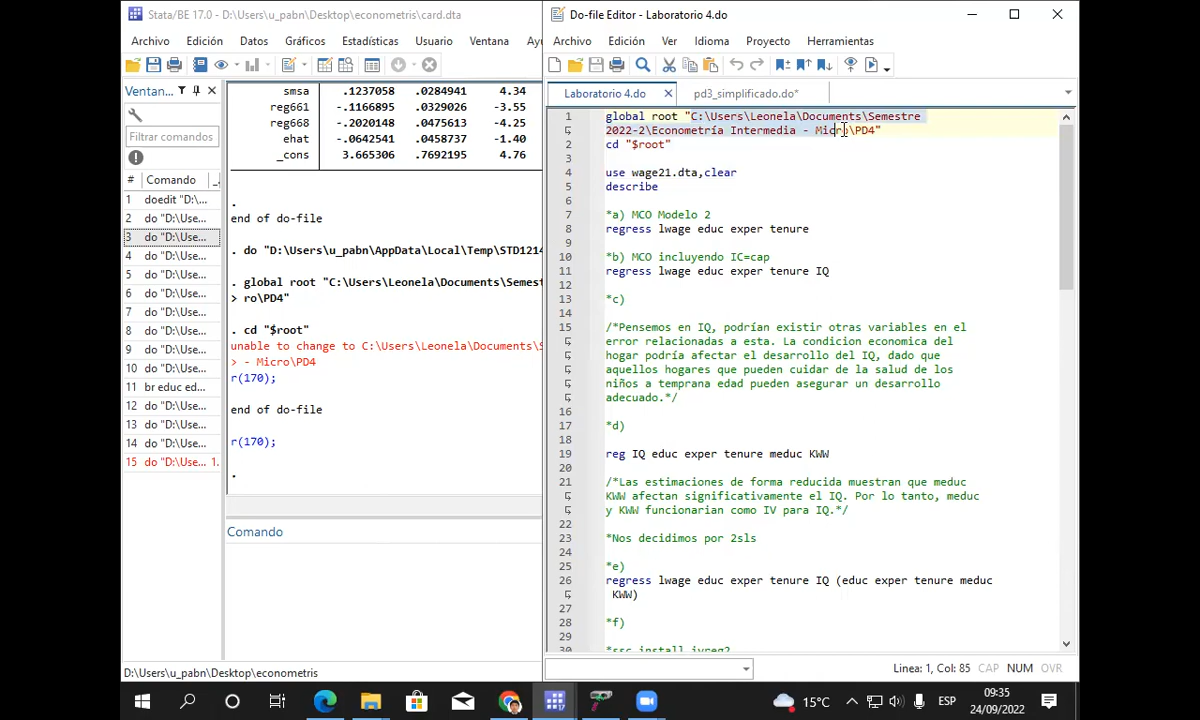 Stata/BE 17.0 - D:\Users\u_pabn\Desktop\econometris\card.dta
Archivo Edición Datos Gráficos Estadísticas Usuario Ventana Ay
Ventan...
Filtrar comandos
# Comando
1 doedit "D:\...
2 do "D:\Use...
3 do "D:\Use...
4 do "D:\Use...
5 do "D:\Use...
6 do "D:\Use...
7 do "D:\Use...
8 do "D:\Use...
9 do "D:\Use...
10 do "D:\Use...
11 br educ ed...
12 do "D:\Use...
13 do "D:\Use...
14 do "D:\Use...
15 do "D:\Use... 1.
smsa .1237058 .0284941 4.34
reg661 -.1166895 .0329026 -3.55
reg668 -.2020148 .0475613 -4.25
ehat -.0642541 .0458737 -1.40
_cons 3.665306 .7692195 4.76
.
end of do-file
. do "D:\Users\u_pabn\AppData\Local\Temp\STD1214
. global root "C:\Users\Leonela\Documents\Semest
> ro\PD4"
. cd "$root"
unable to change to C:\Users\Leonela\Documents\S
> - Micro\PD4
r(170);
end of do-file
r(170);
.
Comando
D:\Users\u_pabn\Desktop\econometris
Do-file Editor - Laboratorio 4.do
Archivo Edición Ver Idioma Proyecto Herramientas
Laboratorio 4.do pd3_simplificado.do*
1 global root "C:\Users\Leonela\Documents\Semestre
2022-2\Econometría Intermedia - Micro\PD4"
2 cd "$root"
3
4 use wage21.dta,clear
5 describe
6
7 *a) MCO Modelo 2
8 regress lwage educ exper tenure
9
10 *b) MCO incluyendo IC=cap
11 regress lwage educ exper tenure IQ
12
13 *c)
14
15 /*Pensemos en IQ, podrían existir otras variables en el
error relacionadas a esta. La condicion economica del
hogar podría afectar el desarrollo del IQ, dado que
aquellos hogares que pueden cuidar de la salud de los
niños a temprana edad pueden asegurar un desarrollo
adecuado.*/
16
17 *d)
18
19 reg IQ educ exper tenure meduc KWW
20
21 /*Las estimaciones de forma reducida muestran que meduc
KWW afectan significativamente el IQ. Por lo tanto, meduc
y KWW funcionarian como IV para IQ.*/
22
23 *Nos decidimos por 2sls
24
25 *e)
26 regress lwage educ exper tenure IQ (educ exper tenure meduc
KWW)
27
28 *f)
29
30 *ssc install ivreg2
Línea: 1, Col: 85 CAP NUM OVR
15°C ESP 09:35
24/09/2022